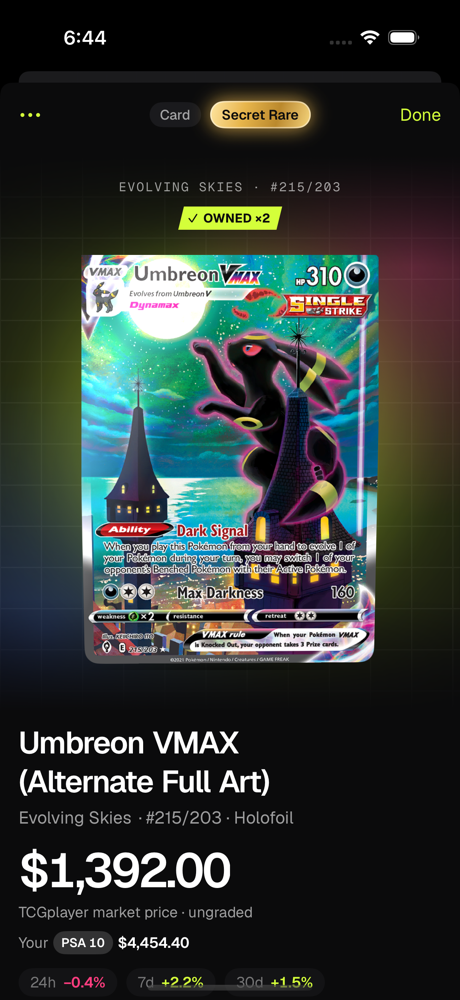 6:44
Card
Secret Rare
Done
EVOLVING SKIES · #215/203
✓ OWNED ×2
VMAX
Umbreon VMAX
HP 310
Evolves from Umbreon V
Dynamax
SINGLE
STRIKE
Ability Dark Signal
When you play this Pokémon from your hand to evolve 1 of
your Pokémon during your turn, you may switch 1 of your
opponent's Benched Pokémon with their Active Pokémon.
Max Darkness 160
weakness ×2 resistance retreat
Illus. KEIICHIRO ITO
VMAX rule When your Pokémon VMAX
is Knocked Out, your opponent takes 3 Prize cards.
E 215/203
©2021 Pokémon / Nintendo / Creatures / GAME FREAK
Umbreon VMAX
(Alternate Full Art)
Evolving Skies · #215/203 · Holofoil
$1,392.00
TCGplayer market price · ungraded
Your PSA 10 $4,454.40
24h −0.4% 7d +2.2% 30d +1.5%